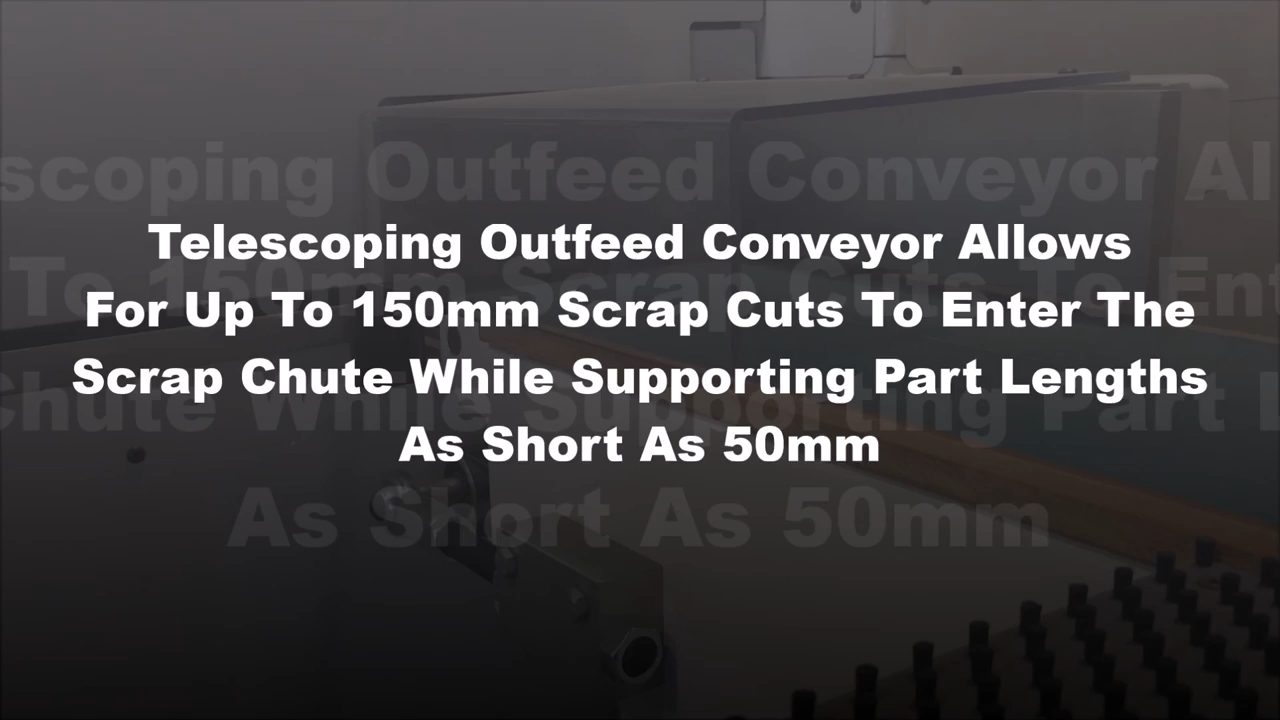 Telescoping Outfeed Conveyor Allows
For Up To 150mm Scrap Cuts To Enter The
Scrap Chute While Supporting Part Lengths
As Short As 50mm